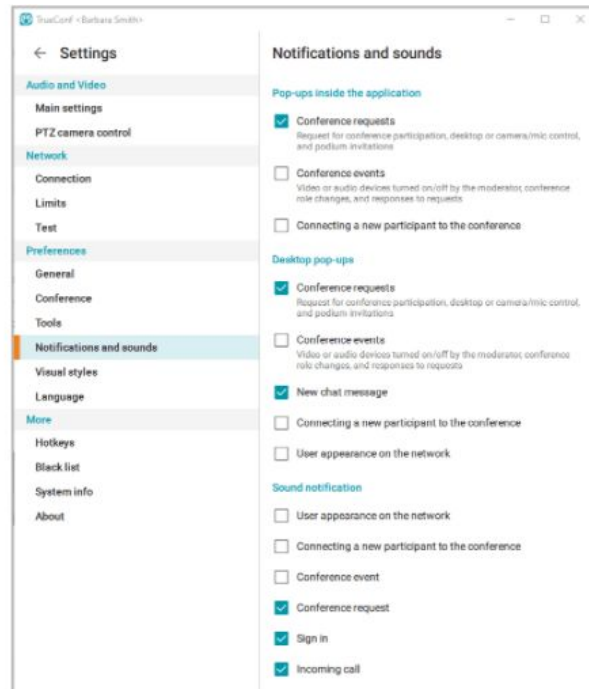 TrueConf <Barbara Smith>
Settings
Audio and Video
Main settings
PTZ camera control
Network
Connection
Limits
Test
Preferences
General
Conference
Tools
Notifications and sounds
Visual styles
Language
More
Hotkeys
Black list
System info
About
Notifications and sounds
Pop-ups inside the application
Conference requests
Request for conference participation, desktop or camera/mic control,
and podium invitations
Conference events
Video or audio devices turned on/off by the moderator, conference
role changes, and responses to requests
Connecting a new participant to the conference
Desktop pop-ups
Conference requests
Request for conference participation, desktop or camera/mic control,
and podium invitations
Conference events
Video or audio devices turned on/off by the moderator, conference
role changes, and responses to requests
New chat message
Connecting a new participant to the conference
User appearance on the network
Sound notification
User appearance on the network
Connecting a new participant to the conference
Conference event
Conference request
Sign in
Incoming call